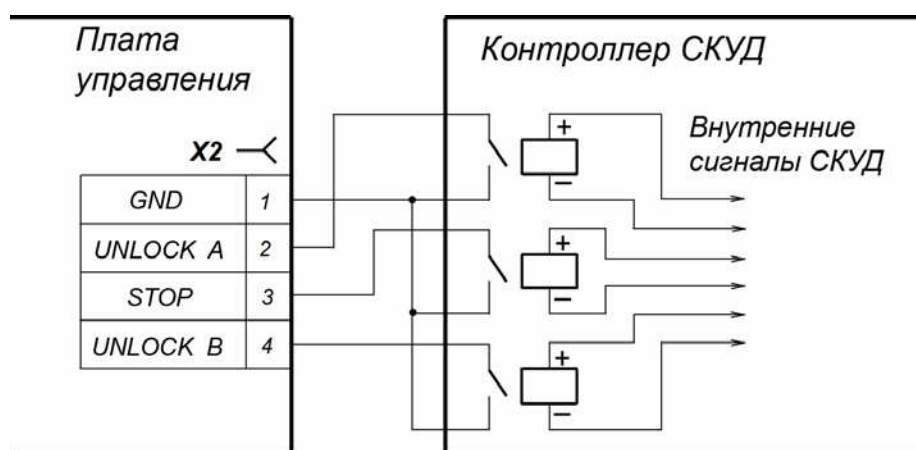 Плата
управления
Контроллер СКУД
X2
GND 1
UNLOCK A 2
STOP 3
UNLOCK B 4
+
−
+
−
+
−
Внутренние
сигналы СКУД